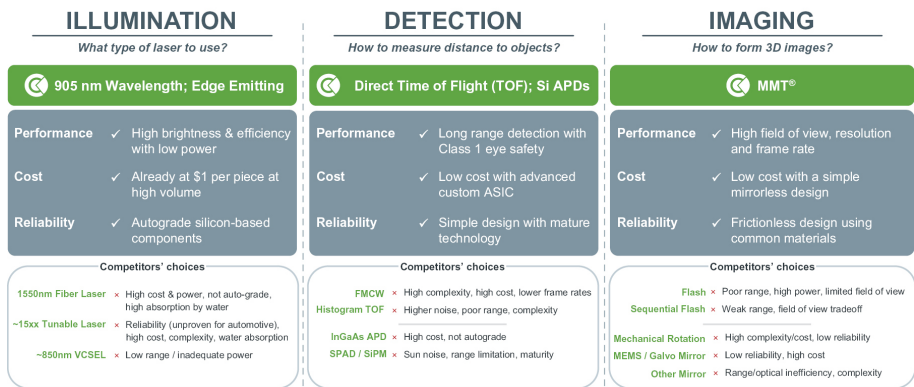 ILLUMINATION
What type of laser to use?
905 nm Wavelength; Edge Emitting
Performance ✓ High brightness & efficiency
with low power
Cost ✓ Already at $1 per piece at
high volume
Reliability ✓ Autograde silicon-based
components
Competitors' choices
1550nm Fiber Laser × High cost & power, not auto-grade,
high absorption by water
~15xx Tunable Laser × Reliability (unproven for automotive),
high cost, complexity, water absorption
~850nm VCSEL × Low range / inadequate power
DETECTION
How to measure distance to objects?
Direct Time of Flight (TOF); Si APDs
Performance ✓ Long range detection with
Class 1 eye safety
Cost ✓ Low cost with advanced
custom ASIC
Reliability ✓ Simple design with mature
technology
Competitors' choices
FMCW × High complexity, high cost, lower frame rates
Histogram TOF × Higher noise, poor range, complexity
InGaAs APD × High cost, not autograde
SPAD / SiPM × Sun noise, range limitation, maturity
IMAGING
How to form 3D images?
MMT®
Performance ✓ High field of view, resolution
and frame rate
Cost ✓ Low cost with a simple
mirrorless design
Reliability ✓ Frictionless design using
common materials
Competitors' choices
Flash × Poor range, high power, limited field of view
Sequential Flash × Weak range, field of view tradeoff
Mechanical Rotation × High complexity/cost, low reliability
MEMS / Galvo Mirror × Low reliability, high cost
Other Mirror × Range/optical inefficiency, complexity